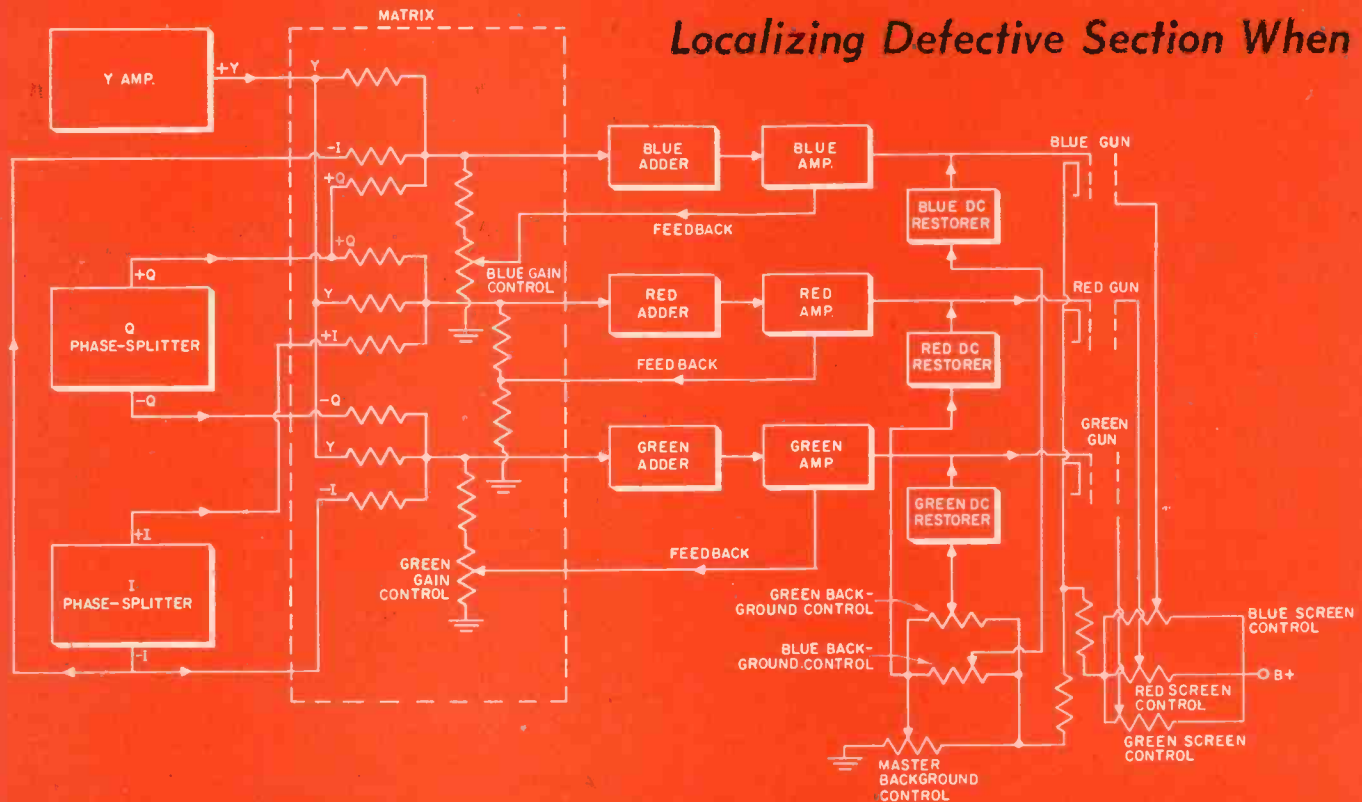 Localizing Defective Section When
MATRIX
Y AMP.
+Y
Y
-I
+Q
+Q
Y
+I
-Q
Y
-I
Q
PHASE-SPLITTER
+Q
-Q
I
PHASE-SPLITTER
+I
-I
BLUE GAIN
CONTROL
GREEN
GAIN
CONTROL
BLUE
ADDER
BLUE
AMP.
FEEDBACK
RED
ADDER
RED
AMP.
FEEDBACK
GREEN
ADDER
GREEN
AMP.
FEEDBACK
BLUE DC
RESTORER
RED DC
RESTORER
GREEN DC
RESTORER
BLUE GUN
RED GUN
GREEN
GUN
GREEN BACK-
GROUND CONTROL
BLUE BACK-
GROUND CONTROL
MASTER
BACKGROUND
CONTROL
BLUE SCREEN
CONTROL
B+
RED SCREEN
CONTROL
GREEN SCREEN
CONTROL